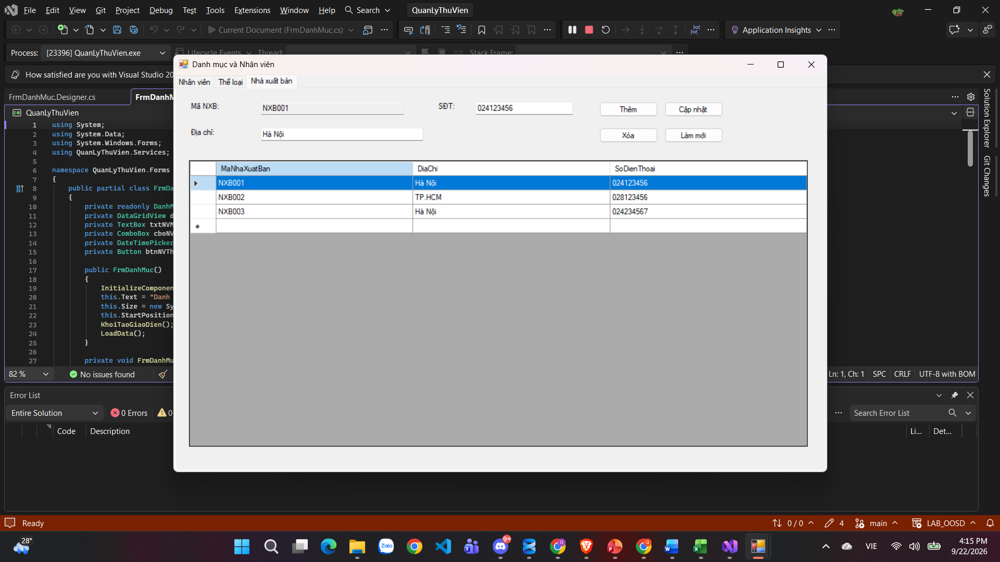 File Edit View Git Project Debug Test Tools Extensions Window Help Search QuanLyThuVien
Current Document (FrmDanhMuc.cs) Application Insights
Process: [23396] QuanLyThuVien.exe Lifecycle Events Thread: Stack Frame:
How satisfied are you with Visual Studio 20
FrmDanhMuc.Designer.cs FrmDanhM
QuanLyThuVien
1 using System;
2 using System.Data;
3 using System.Windows.Forms;
4 using QuanLyThuVien.Services;
5
6 namespace QuanLyThuVien.Forms
7 {
8 public partial class FrmDa
9 {
10 private readonly DanhM
11 private DataGridView d
12 private TextBox txtNVM
13 private ComboBox cboNV
14 private DateTimePicker
15 private Button btnNVTh
16
17 public FrmDanhMuc()
18 {
19 InitializeComponen
20 this.Text = "Danh
21 this.Size = new Sy
22 this.StartPosition
23 KhoiTaoGiaoDien();
24 LoadData();
25 }
26
27 private void FrmDanhMu
82 % No issues found
Ln: 1, Ch: 1 SPC CRLF UTF-8 with BOM
Solution Explorer
Git Changes
Danh mục và Nhân viên
Nhân viên Thể loại Nhà xuất bản
Mã NXB: NXB001 SĐT: 024123456 Thêm Cập nhật
Địa chỉ: Hà Nội Xóa Làm mới
MaNhaXuatBan DiaChi SoDienThoai
NXB001 Hà Nội 024123456
NXB002 TP.HCM 028123456
NXB003 Hà Nội 024234567
Error List
Entire Solution 0 Errors 0 Search Error List
Code Description Li... Det...
Ready 0 / 0 4 main LAB_OOSD
28° Zalo 9+ VIE 4:15 PM
9/22/2026